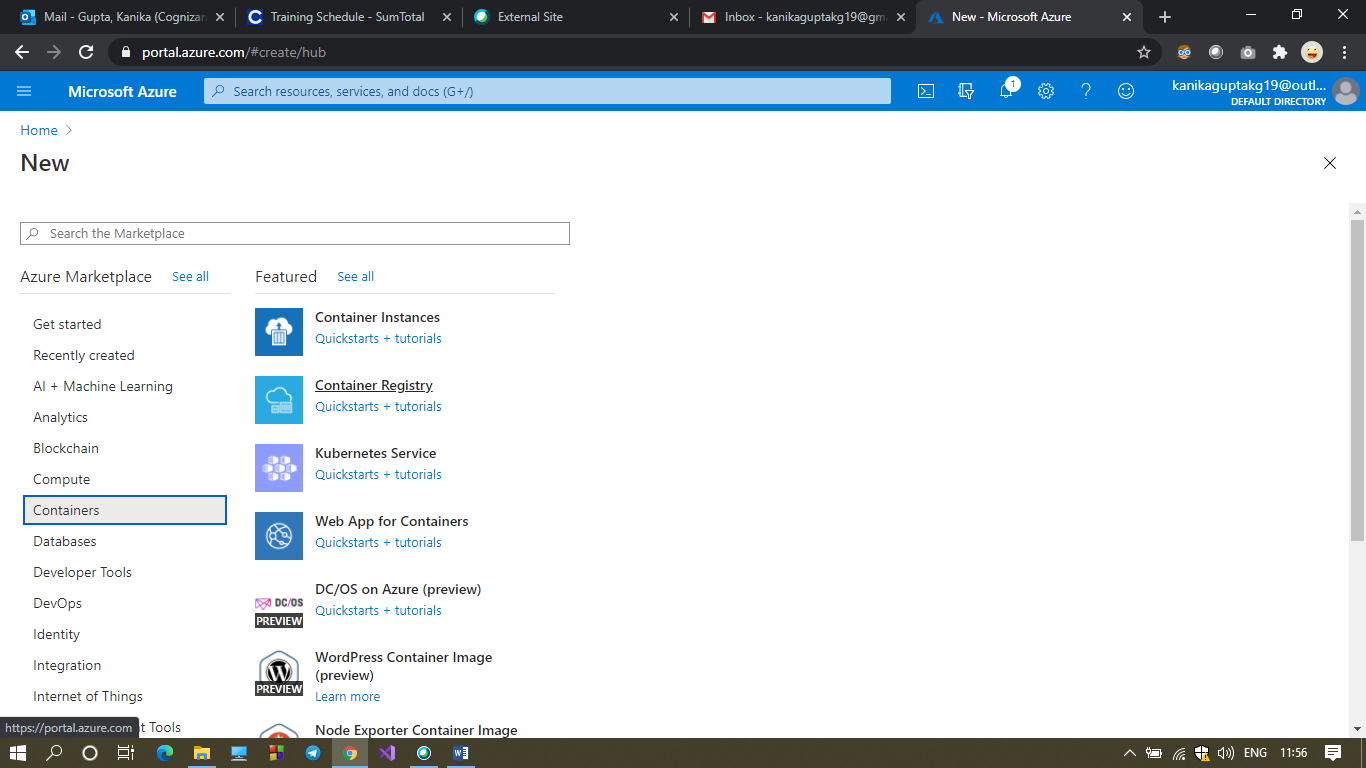 Mail - Gupta, Kanika (Cognizan
Training Schedule - SumTotal
External Site
Inbox - kanikaguptakg19@gma
New - Microsoft Azure
portal.azure.com/#create/hub
Microsoft Azure
Search resources, services, and docs (G+/)
1
kanikaguptakg19@outl...
DEFAULT DIRECTORY
Home
New
Search the Marketplace
Azure Marketplace See all
Featured See all
Get started
Recently created
AI + Machine Learning
Analytics
Blockchain
Compute
Containers
Databases
Developer Tools
DevOps
Identity
Integration
Internet of Things
t Tools
Container Instances
Quickstarts + tutorials
Container Registry
Quickstarts + tutorials
Kubernetes Service
Quickstarts + tutorials
Web App for Containers
Quickstarts + tutorials
DC/OS
PREVIEW
DC/OS on Azure (preview)
Quickstarts + tutorials
PREVIEW
WordPress Container Image
(preview)
Learn more
Node Exporter Container Image
https://portal.azure.com
ENG 11:56